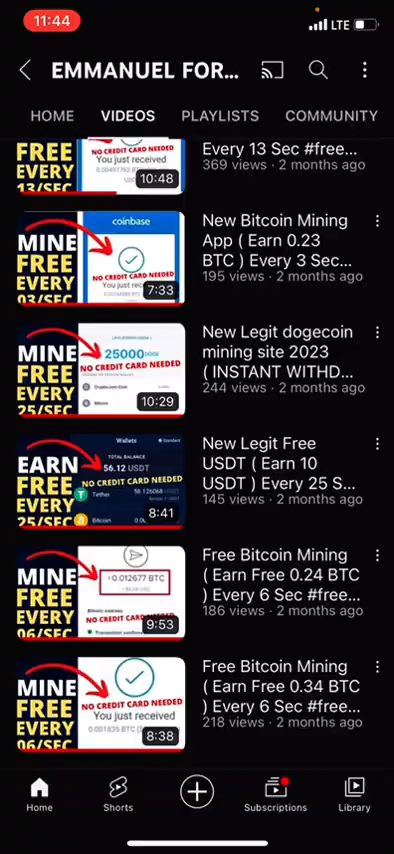 11:44
LTE
EMMANUEL FOR...
HOME VIDEOS PLAYLISTS COMMUNITY
FREE
EVERY
13/SEC
NO CREDIT CARD NEEDED
You just received
10:48
Every 13 Sec #free...
369 views · 2 months ago
MINE
FREE
EVERY
03/SEC
coinbase
NO CREDIT CARD NEEDED
7:33
New Bitcoin Mining
App ( Earn 0.23
BTC ) Every 3 Sec...
195 views · 2 months ago
MINE
FREE
EVERY
25/SEC
25000 DOGE
NO CREDIT CARD NEEDED
Bitcoin
10:29
New Legit dogecoin
mining site 2023
( INSTANT WITHD...
244 views · 2 months ago
EARN
FREE
EVERY
25/SEC
Wallets
TOTAL BALANCE
56.12 USDT
NO CREDIT CARD NEEDED
Tether
Bitcoin
8:41
New Legit Free
USDT ( Earn 10
USDT ) Every 25 S...
145 views · 2 months ago
MINE
FREE
EVERY
06/SEC
+0.012677 BTC
NO CREDIT CARD
9:53
Free Bitcoin Mining
( Earn Free 0.24 BTC
) Every 6 Sec #free...
186 views · 2 months ago
MINE
FREE
EVERY
06/SEC
NO CREDIT CARD NEEDED
You just received
8:38
Free Bitcoin Mining
( Earn Free 0.34 BTC
) Every 6 Sec #free...
218 views · 2 months ago
Home Shorts Subscriptions Library